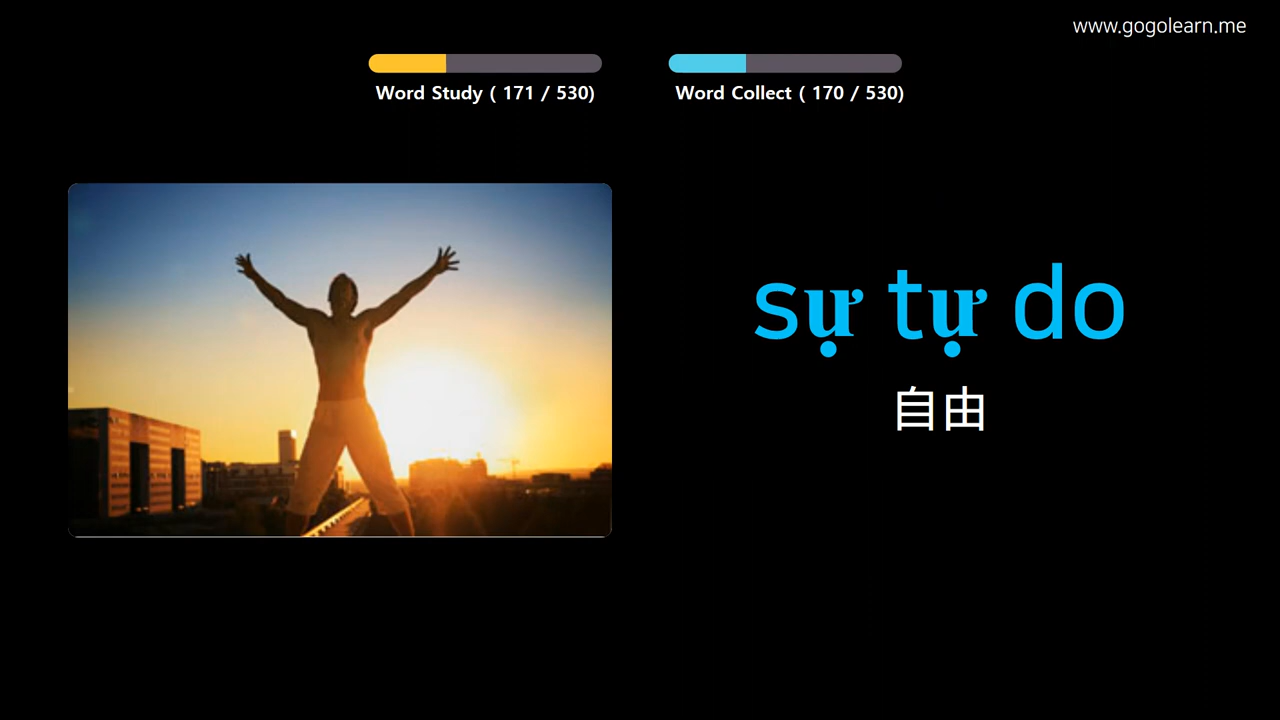 www.gogolearn.me
Word Study ( 171 / 530)
Word Collect ( 170 / 530)
sự tự do
自由